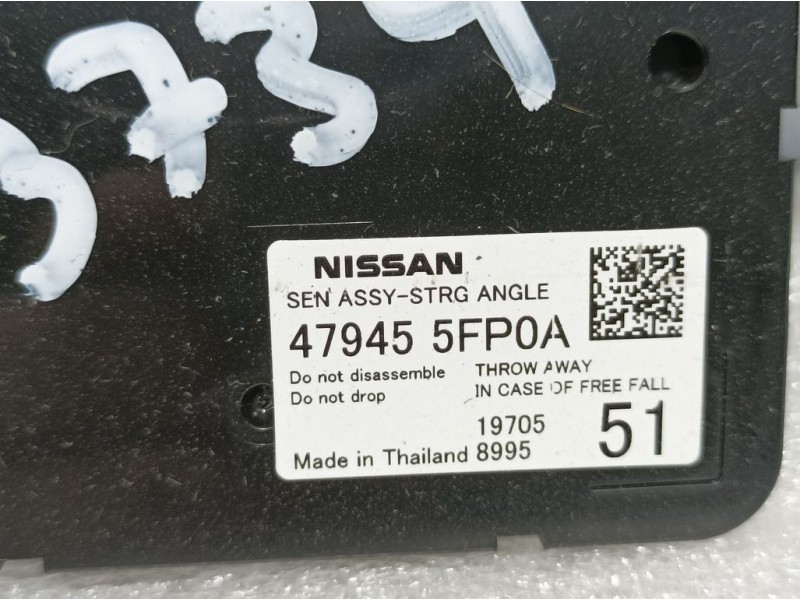 3739
NISSAN
SEN ASSY-STRG ANGLE
47945 5FP0A
Do not disassemble THROW AWAY
Do not drop IN CASE OF FREE FALL
19705 51
Made in Thailand 8995